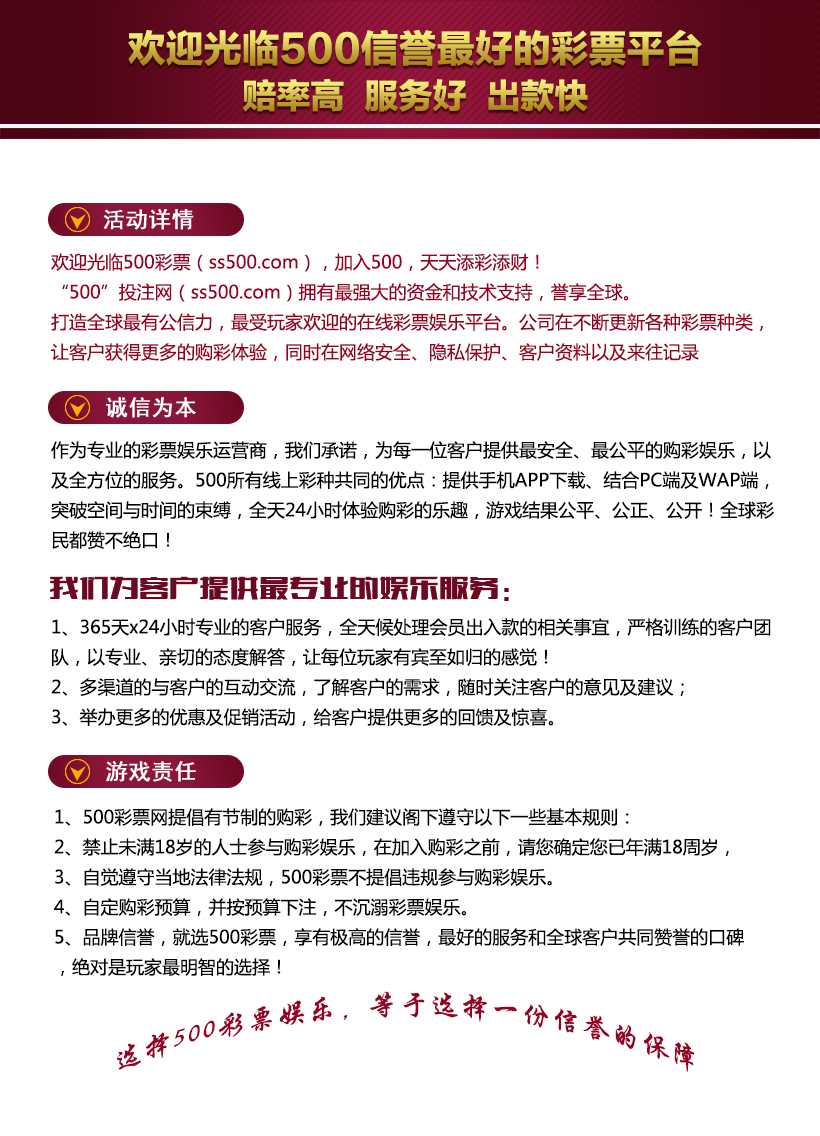 欢迎光临500信誉最好的彩票平台
赔率高 服务好 出款快
活动详情
欢迎光临500彩票（ss500.com），加入500，天天添彩添财！
“500”投注网（ss500.com）拥有最强大的资金和技术支持，誉享全球。
打造全球最有公信力，最受玩家欢迎的在线彩票娱乐平台。公司在不断更新各种彩票种类，
让客户获得更多的购彩体验，同时在网络安全、隐私保护、客户资料以及来往记录
诚信为本
作为专业的彩票娱乐运营商，我们承诺，为每一位客户提供最安全、最公平的购彩娱乐，以
及全方位的服务。500所有线上彩种共同的优点：提供手机APP下载、结合PC端及WAP端，
突破空间与时间的束缚，全天24小时体验购彩的乐趣，游戏结果公平、公正、公开！全球彩
民都赞不绝口！
我们为客户提供最专业的娱乐服务：
1、365天x24小时专业的客户服务，全天候处理会员出入款的相关事宜，严格训练的客户团
队，以专业、亲切的态度解答，让每位玩家有宾至如归的感觉！
2、多渠道的与客户的互动交流，了解客户的需求，随时关注客户的意见及建议；
3、举办更多的优惠及促销活动，给客户提供更多的回馈及惊喜。
游戏责任
1、500彩票网提倡有节制的购彩，我们建议阁下遵守以下一些基本规则：
2、禁止未满18岁的人士参与购彩娱乐，在加入购彩之前，请您确定您已年满18周岁，
3、自觉遵守当地法律法规，500彩票不提倡违规参与购彩娱乐。
4、自定购彩预算，并按预算下注，不沉溺彩票娱乐。
5、品牌信誉，就选500彩票，享有极高的信誉，最好的服务和全球客户共同赞誉的口碑
，绝对是玩家最明智的选择！
选择500彩票娱乐，等于选择一份信誉的保障